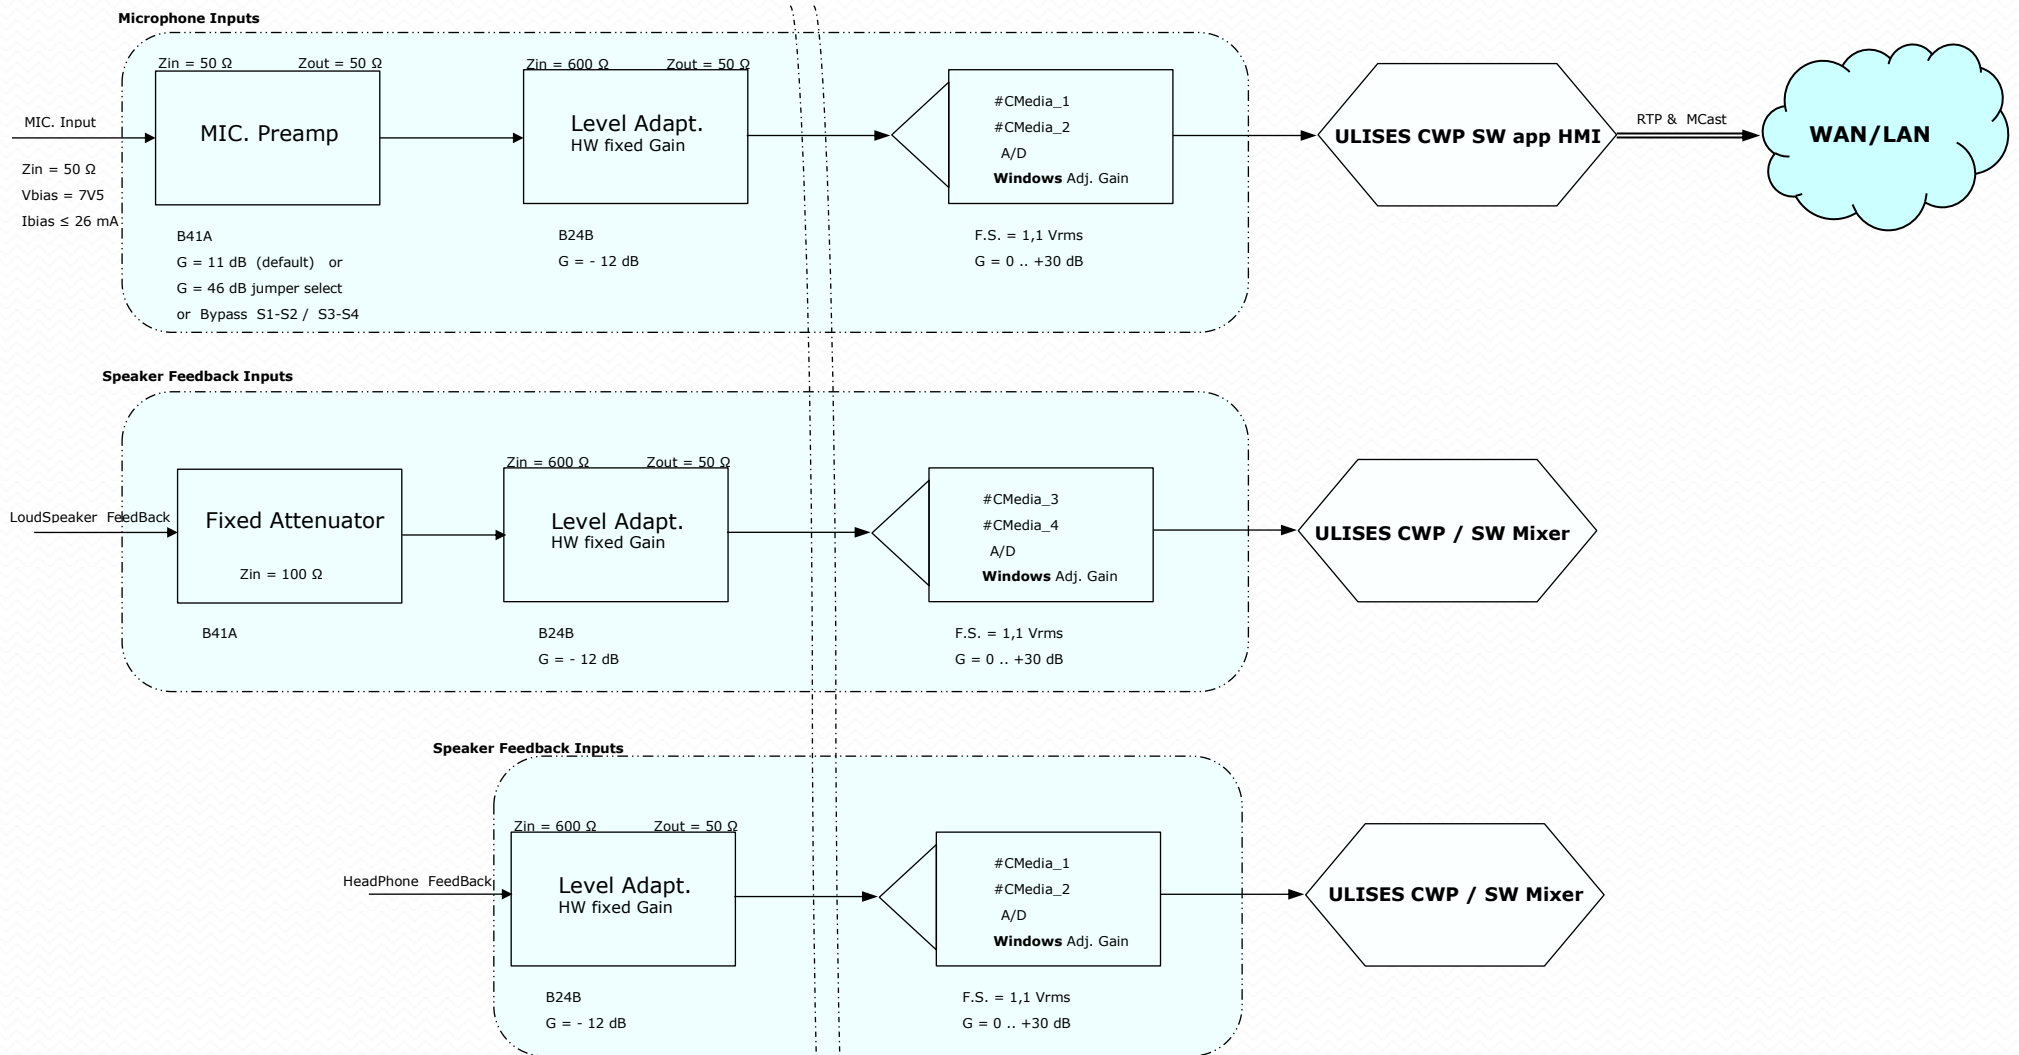 Microphone Inputs
Zin = 50 Ω
Zout = 50 Ω
Zin = 600 Ω
Zout = 50 Ω
MIC. Input
MIC. Preamp
Level Adapt.
HW fixed Gain
#CMedia_1
#CMedia_2
A/D
Windows Adj. Gain
ULISES CWP SW app HMI
RTP & MCast
WAN/LAN
Zin = 50 Ω
Vbias = 7V5
Ibias ≤ 26 mA
B41A
G = 11 dB (default) or
G = 46 dB jumper select
or Bypass S1-S2 / S3-S4
B24B
G = - 12 dB
F.S. = 1,1 Vrms
G = 0 .. +30 dB
Speaker Feedback Inputs
LoudSpeaker FeedBack
Fixed Attenuator
Zin = 100 Ω
B41A
Zin = 600 Ω
Zout = 50 Ω
Level Adapt.
HW fixed Gain
B24B
G = - 12 dB
#CMedia_3
#CMedia_4
A/D
Windows Adj. Gain
F.S. = 1,1 Vrms
G = 0 .. +30 dB
ULISES CWP / SW Mixer
Speaker Feedback Inputs
HeadPhone FeedBack
Zin = 600 Ω
Zout = 50 Ω
Level Adapt.
HW fixed Gain
B24B
G = - 12 dB
#CMedia_1
#CMedia_2
A/D
Windows Adj. Gain
F.S. = 1,1 Vrms
G = 0 .. +30 dB
ULISES CWP / SW Mixer